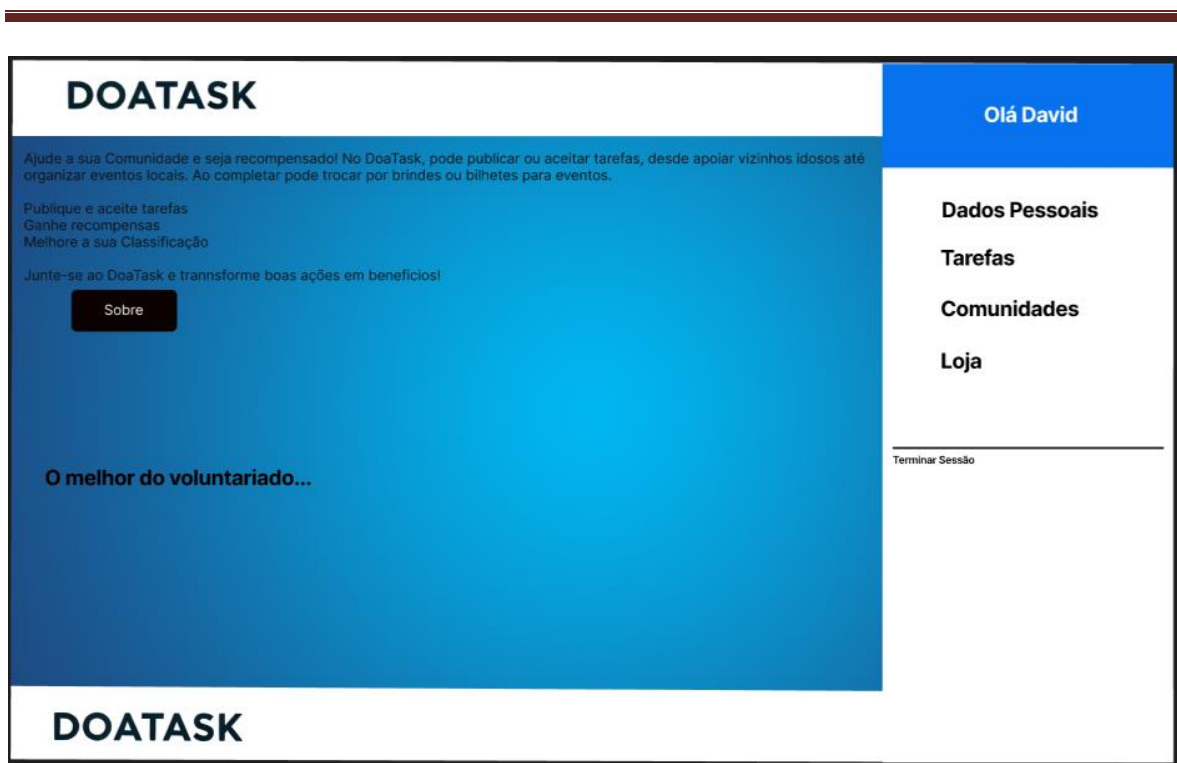 DOATASK
Olá David
Ajude a sua Comunidade e seja recompensado! No DoaTask, pode publicar ou aceitar tarefas, desde apoiar vizinhos idosos até
organizar eventos locais. Ao completar pode trocar por brindes ou bilhetes para eventos.
Publique e aceite tarefas
Ganhe recompensas
Melhore a sua Classificação
Junte-se ao DoaTask e trannsforme boas ações em benefícios!
Sobre
O melhor do voluntariado...
Dados Pessoais
Tarefas
Comunidades
Loja
Terminar Sessão
DOATASK